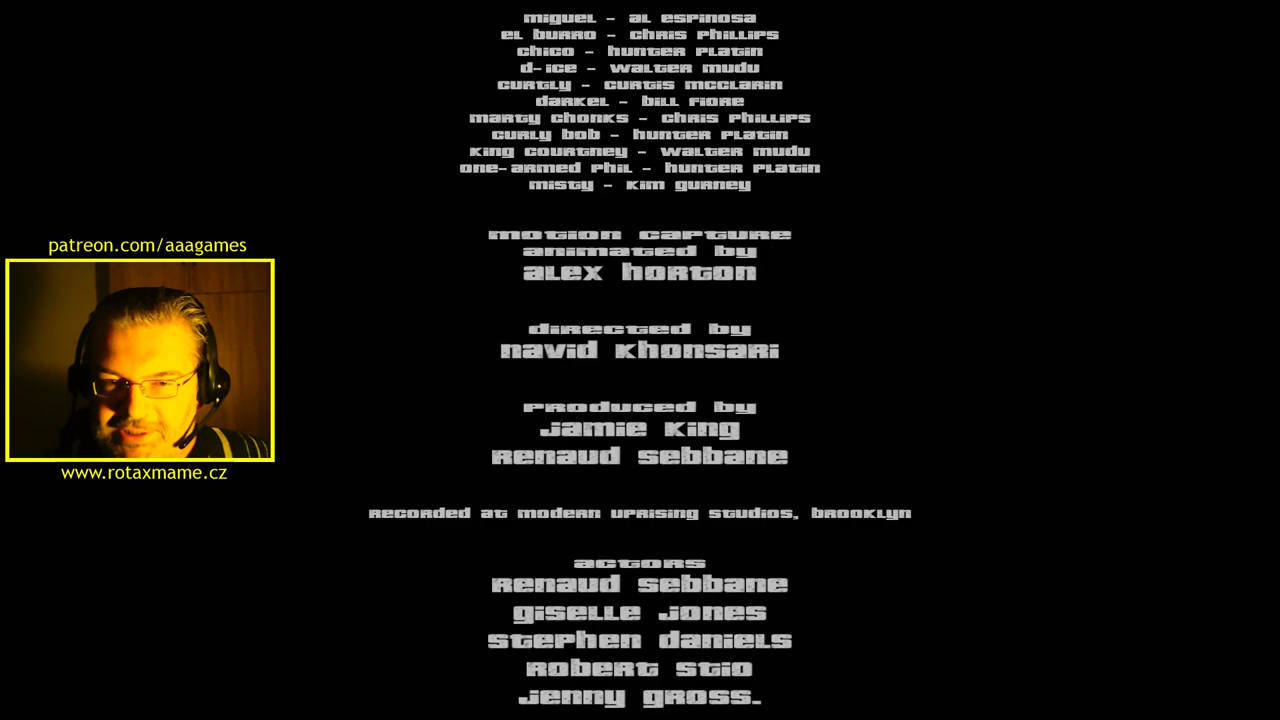 miguel - al espinosa
el burro - chris phillips
chico - hunter platin
d-ice - walter mudu
curtly - curtis mcclarin
darkel - bill fiore
marty chonks - chris phillips
curly bob - hunter platin
king courtney - walter mudu
one-armed phil - hunter platin
misty - kim gurney
motion capture
animated by
alex horton
directed by
navid khonsari
produced by
jamie king
renaud sebbane
recorded at modern uprising studios, brooklyn
actors
renaud sebbane
giselle jones
stephen daniels
robert stio
jenny gross.
patreon.com/aaagames
www.rotaxmame.cz